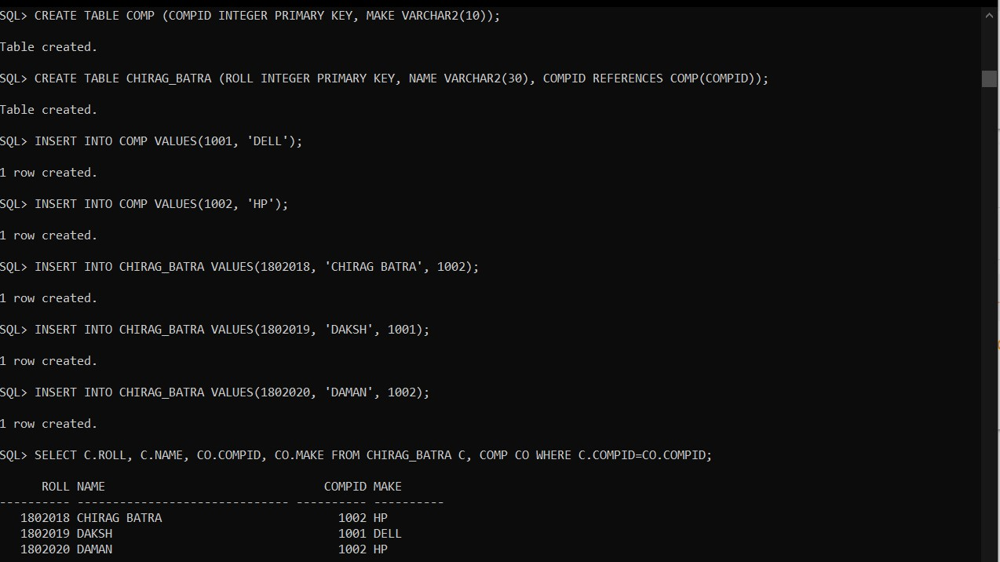 SQL> CREATE TABLE COMP (COMPID INTEGER PRIMARY KEY, MAKE VARCHAR2(10));
Table created.
SQL> CREATE TABLE CHIRAG_BATRA (ROLL INTEGER PRIMARY KEY, NAME VARCHAR2(30), COMPID REFERENCES COMP(COMPID));
Table created.
SQL> INSERT INTO COMP VALUES(1001, 'DELL');
1 row created.
SQL> INSERT INTO COMP VALUES(1002, 'HP');
1 row created.
SQL> INSERT INTO CHIRAG_BATRA VALUES(1802018, 'CHIRAG BATRA', 1002);
1 row created.
SQL> INSERT INTO CHIRAG_BATRA VALUES(1802019, 'DAKSH', 1001);
1 row created.
SQL> INSERT INTO CHIRAG_BATRA VALUES(1802020, 'DAMAN', 1002);
1 row created.
SQL> SELECT C.ROLL, C.NAME, CO.COMPID, CO.MAKE FROM CHIRAG_BATRA C, COMP CO WHERE C.COMPID=CO.COMPID;
      ROLL NAME                               COMPID MAKE
---------- ------------------------------ ---------- ----------
   1802018 CHIRAG BATRA                         1002 HP
   1802019 DAKSH                                1001 DELL
   1802020 DAMAN                                1002 HP